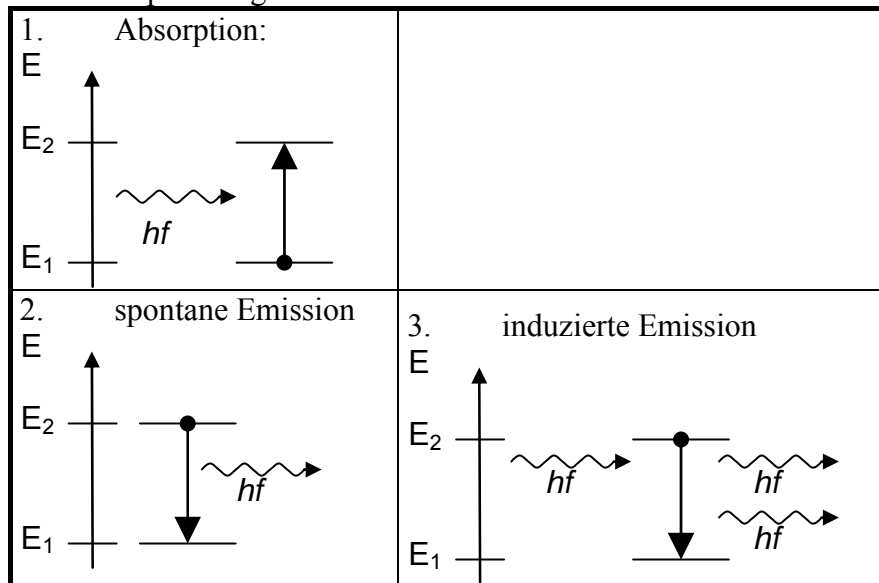 1. Absorption:
E
E₂
hf
E₁
2. spontane Emission
E
E₂
hf
E₁
3. induzierte Emission
E
E₂
hf hf
hf
E₁